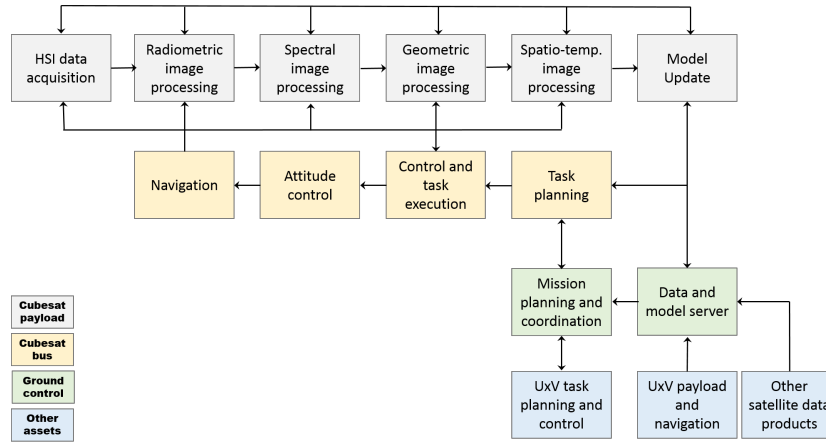 HSI data
acquisition
Radiometric
image
processing
Spectral
image
processing
Geometric
image
processing
Spatio-temp.
image
processing
Model
Update
Navigation
Attitude
control
Control and
task
execution
Task
planning
Mission
planning and
coordination
Data and
model server
UxV task
planning and
control
UxV payload
and
navigation
Other
satellite data
products
Cubesat
payload
Cubesat
bus
Ground
control
Other
assets